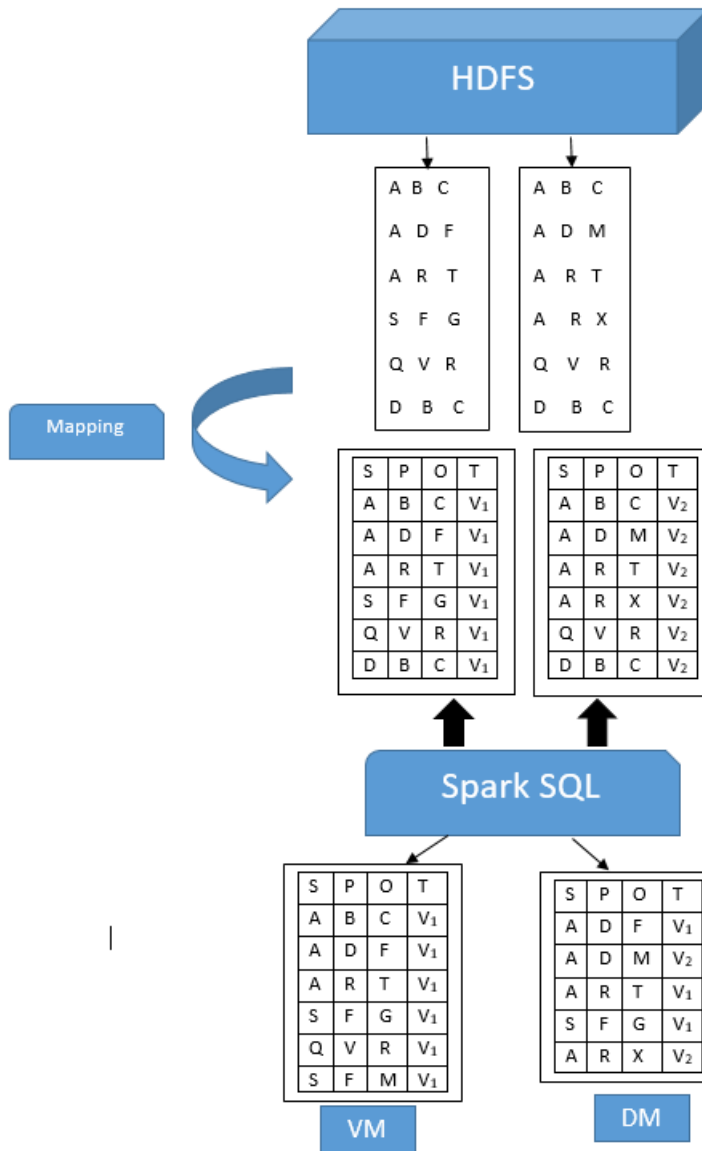 HDFS
A B C
A D F
A R T
S F G
Q V R
D B C
A B C
A D M
A R T
A R X
Q V R
D B C
Mapping
S P O T
A B C V₁
A D F V₁
A R T V₁
S F G V₁
Q V R V₁
D B C V₁
S P O T
A B C V₂
A D M V₂
A R T V₂
A R X V₂
Q V R V₂
D B C V₂
Spark SQL
S P O T
A B C V₁
A D F V₁
A R T V₁
S F G V₁
Q V R V₁
S F M V₁
VM
S P O T
A D F V₁
A D M V₂
A R T V₁
S F G V₁
A R X V₂
DM